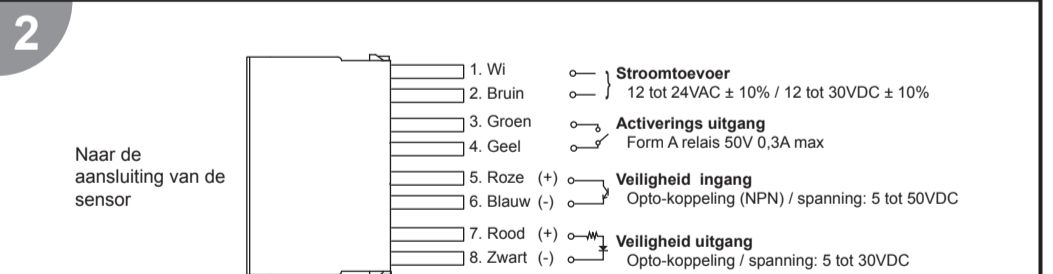 2
Naar de
aansluiting van de
sensor
1. Wi
2. Bruin
3. Groen
4. Geel
5. Roze (+)
6. Blauw (-)
7. Rood (+)
8. Zwart (-)
Stroomtoevoer
12 tot 24VAC ± 10% / 12 tot 30VDC ± 10%
Activerings uitgang
Form A relais 50V 0,3A max
Veiligheid ingang
Opto-koppeling (NPN) / spanning: 5 tot 50VDC
Veiligheid uitgang
Opto-koppeling / spanning: 5 tot 30VDC